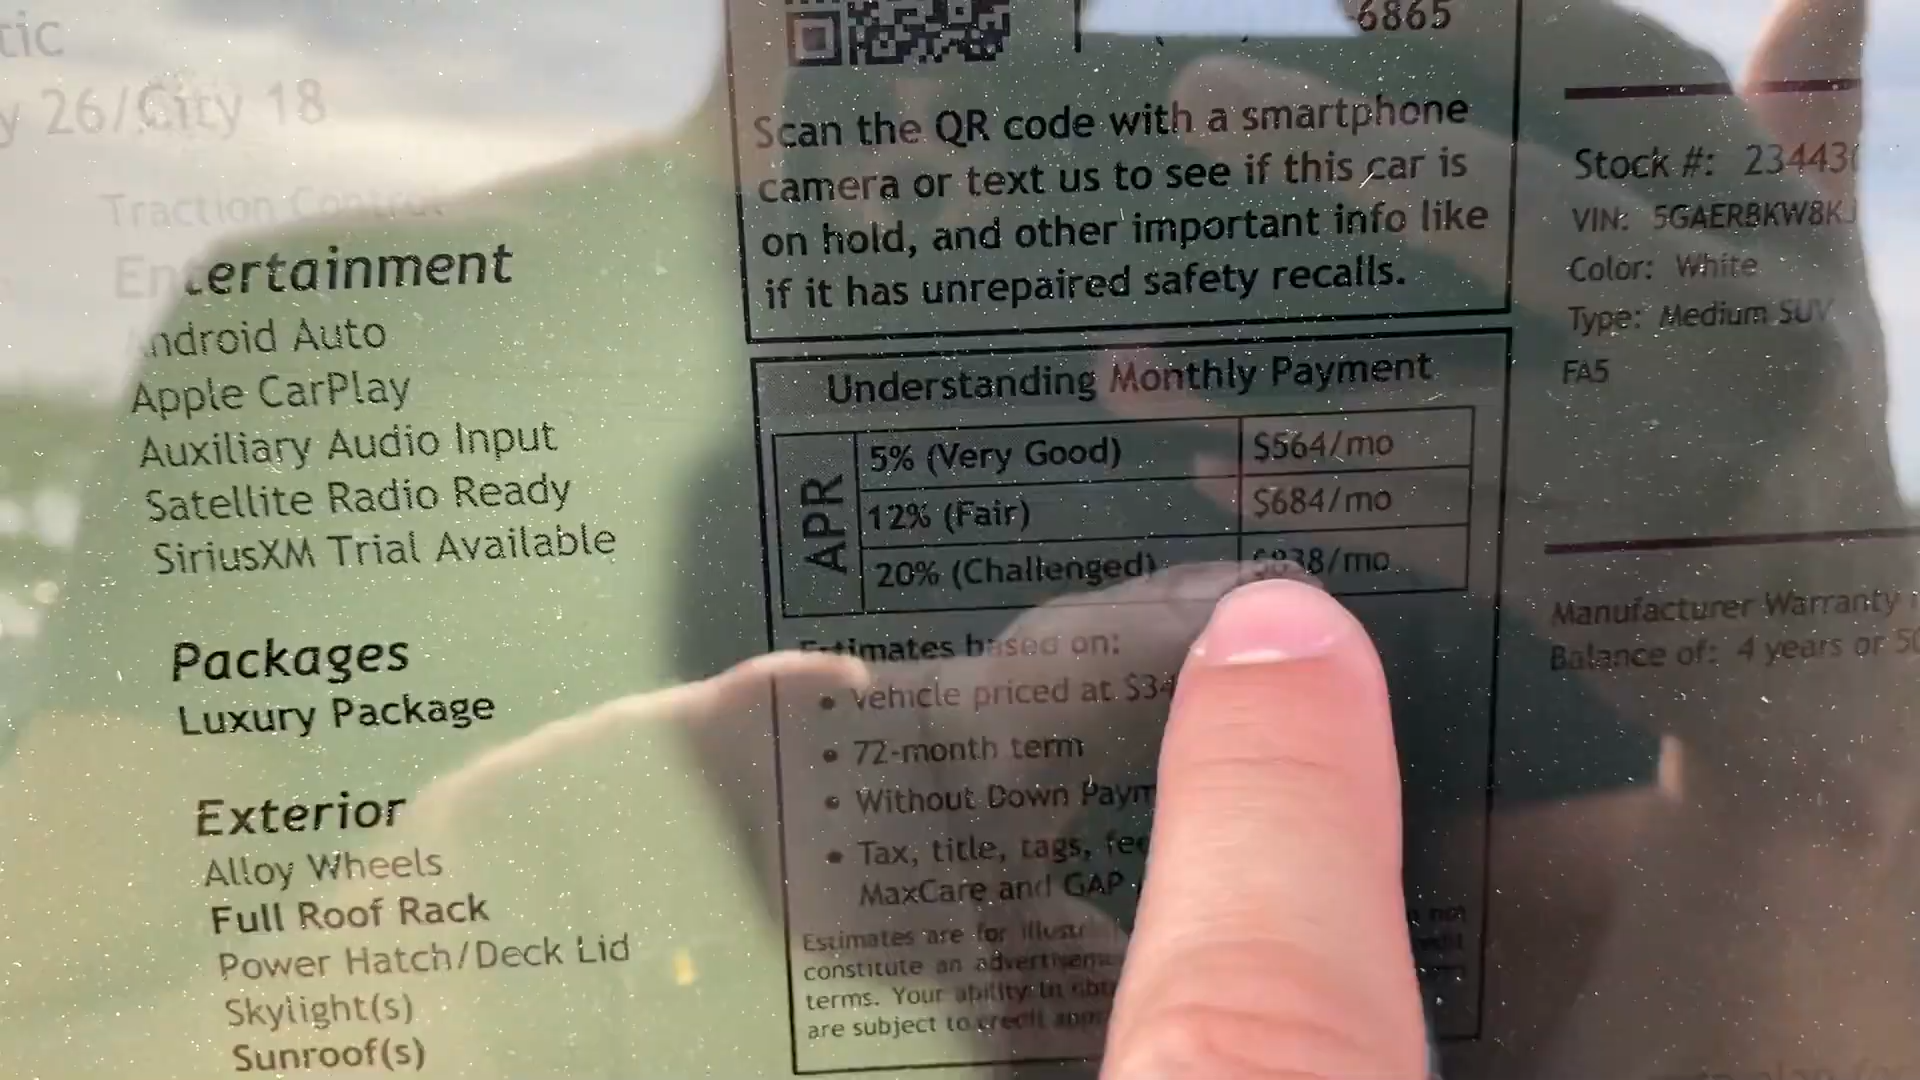 26/City 18
Traction Control
Entertainment
Android Auto
Apple CarPlay
Auxiliary Audio Input
Satellite Radio Ready
SiriusXM Trial Available
Packages
Luxury Package
Exterior
Alloy Wheels
Full Roof Rack
Power Hatch/Deck Lid
Skylight(s)
Sunroof(s)
6865
Scan the QR code with a smartphone
camera or text us to see if this car is
on hold, and other important info like
if it has unrepaired safety recalls.
Understanding Monthly Payment
APR
5% (Very Good) $564/mo
12% (Fair) $684/mo
20% (Challenged) $838/mo
Estimates based on:
• Vehicle priced at $34
• 72-month term
• Without Down
• Tax, title, tags,
MaxCare and GAP
Estimates are for
constitute an
terms. Your ability to
are subject to credit
Stock #: 23443
VIN: 5GAERBKW8K
Color: White
Type: Medium SUV
FA5
Manufacturer Warranty
Balance of: 4 years or